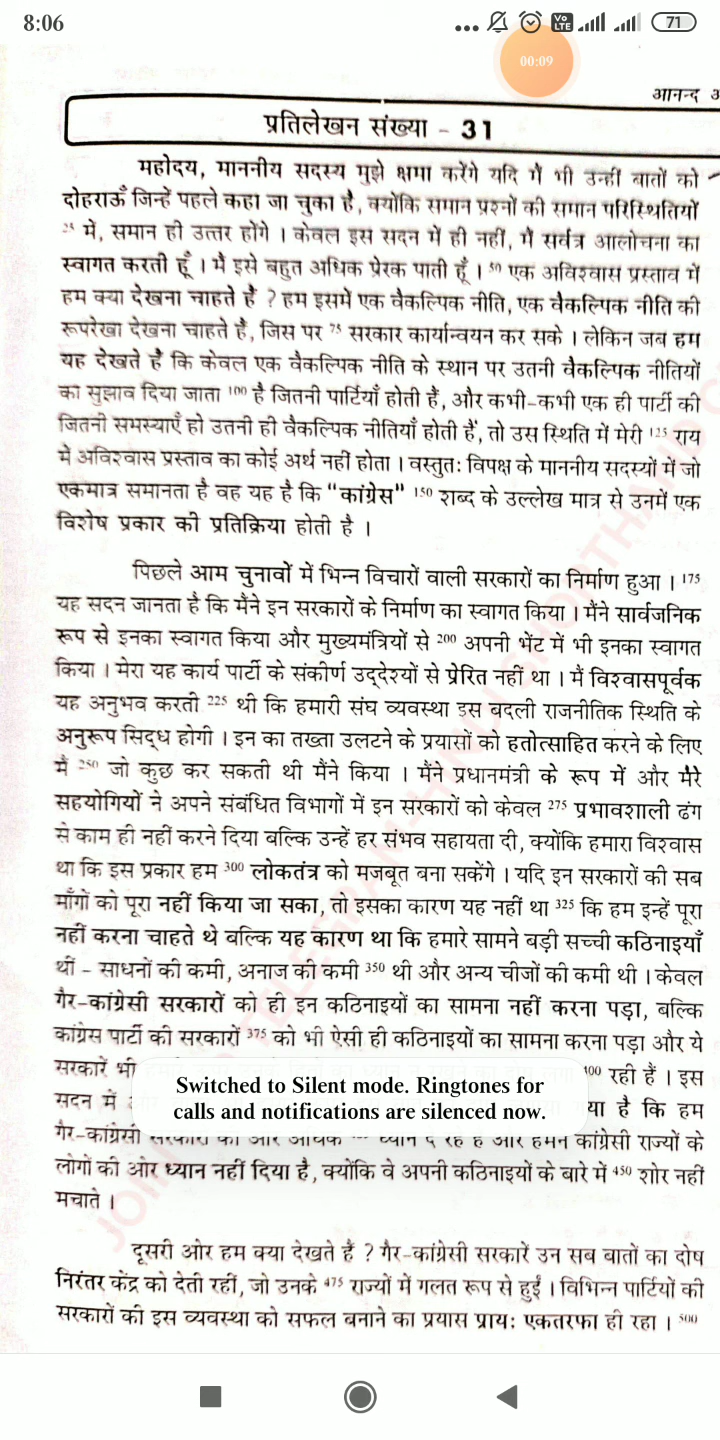 8:06
... Vo LTE 71
00:09
आनन्द
प्रतिलेखन संख्या - 31
महोदय, माननीय सदस्य मुझे क्षमा करेंगे यदि मैं भी उन्हीं बातों को
दोहराऊँ जिन्हें पहले कहा जा चुका है, क्योंकि समान प्रश्नों की समान परिस्थितियों
25 में, समान ही उत्तर होंगे । केवल इस सदन में ही नहीं, मैं सर्वत्र आलोचना का
स्वागत करती हूँ । मैं इसे बहुत अधिक प्रेरक पाती हूँ । 50 एक अविश्वास प्रस्ताव में
हम क्या देखना चाहते हैं ? हम इसमें एक वैकल्पिक नीति, एक वैकल्पिक नीति की
रूपरेखा देखना चाहते हैं, जिस पर 75 सरकार कार्यान्वयन कर सके । लेकिन जब हम
यह देखते हैं कि केवल एक वैकल्पिक नीति के स्थान पर उतनी वैकल्पिक नीतियों
का सुझाव दिया जाता 100 है जितनी पार्टियाँ होती हैं, और कभी-कभी एक ही पार्टी की
जितनी समस्याएँ हो उतनी ही वैकल्पिक नीतियाँ होती हैं, तो उस स्थिति में मेरी 125 राय
में अविश्वास प्रस्ताव का कोई अर्थ नहीं होता । वस्तुतः विपक्ष के माननीय सदस्यों में जो
एकमात्र समानता है वह यह है कि “कांग्रेस” 150 शब्द के उल्लेख मात्र से उनमें एक
विशेष प्रकार की प्रतिक्रिया होती है ।
पिछले आम चुनावों में भिन्न विचारों वाली सरकारों का निर्माण हुआ । 175
यह सदन जानता है कि मैंने इन सरकारों के निर्माण का स्वागत किया । मैंने सार्वजनिक
रूप से इनका स्वागत किया और मुख्यमंत्रियों से 200 अपनी भेंट में भी इनका स्वागत
किया । मेरा यह कार्य पार्टी के संकीर्ण उद्देश्यों से प्रेरित नहीं था । मैं विश्वासपूर्वक
यह अनुभव करती 225 थी कि हमारी संघ व्यवस्था इस बदली राजनीतिक स्थिति के
अनुरूप सिद्ध होगी । इन का तख्ता उलटने के प्रयासों को हतोत्साहित करने के लिए
मैं 250 जो कुछ कर सकती थी मैंने किया । मैंने प्रधानमंत्री के रूप में और मेरे
सहयोगियों ने अपने संबंधित विभागों में इन सरकारों को केवल 275 प्रभावशाली ढंग
से काम ही नहीं करने दिया बल्कि उन्हें हर संभव सहायता दी, क्योंकि हमारा विश्वास
था कि इस प्रकार हम 300 लोकतंत्र को मजबूत बना सकेंगे । यदि इन सरकारों की सब
माँगों को पूरा नहीं किया जा सका, तो इसका कारण यह नहीं था 325 कि हम इन्हें पूरा
नहीं करना चाहते थे बल्कि यह कारण था कि हमारे सामने बड़ी सच्ची कठिनाइयाँ
थीं - साधनों की कमी, अनाज की कमी 350 थी और अन्य चीजों की कमी थी । केवल
गैर-कांग्रेसी सरकारों को ही इन कठिनाइयों का सामना नहीं करना पड़ा, बल्कि
कांग्रेस पार्टी की सरकारों 375 को भी ऐसी ही कठिनाइयों का सामना करना पड़ा और ये
सरकारें भी 400 रही हैं । इस
सदन में गया है कि हम
Switched to Silent mode. Ringtones for
calls and notifications are silenced now.
गैर-कांग्रेसी सरकारों की ओर अधिक ध्यान दे रहे हैं और हमने कांग्रेसी राज्यों के
लोगों की ओर ध्यान नहीं दिया है, क्योंकि वे अपनी कठिनाइयों के बारे में 450 शोर नहीं
मचाते ।
दूसरी ओर हम क्या देखते हैं ? गैर-कांग्रेसी सरकारें उन सब बातों का दोष
निरंतर केंद्र को देती रहीं, जो उनके 475 राज्यों में गलत रूप से हुईं । विभिन्न पार्टियों की
सरकारों की इस व्यवस्था को सफल बनाने का प्रयास प्रायः एकतरफा ही रहा । 500